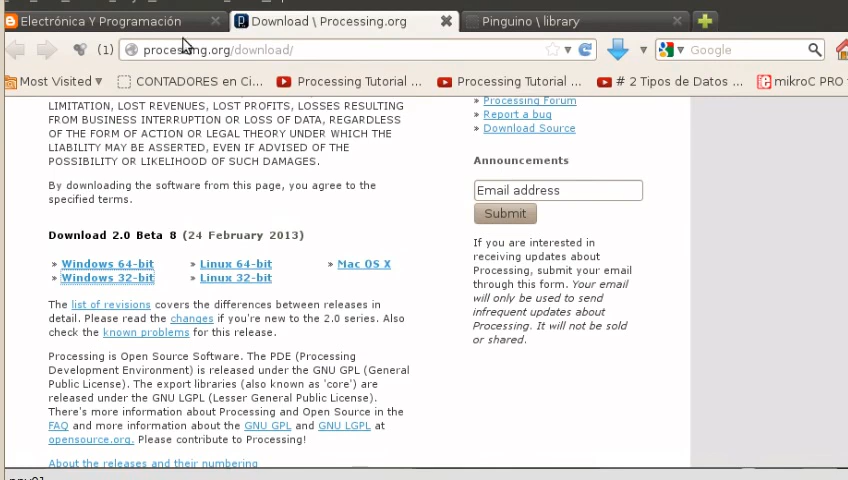 Electrónica Y Programación
Download \ Processing.org
Pinguino \ library
(1)
processing.org/download/
Google
Most Visited
CONTADORES en Ci...
Processing Tutorial ...
Processing Tutorial ...
# 2 Tipos de Datos ...
mikroC PRO
LIMITATION, LOST REVENUES, LOST PROFITS, LOSSES RESULTING
FROM BUSINESS INTERRUPTION OR LOSS OF DATA, REGARDLESS
OF THE FORM OF ACTION OR LEGAL THEORY UNDER WHICH THE
LIABILITY MAY BE ASSERTED, EVEN IF ADVISED OF THE
POSSIBILITY OR LIKELIHOOD OF SUCH DAMAGES.
By downloading the software from this page, you agree to the
specified terms.
Download 2.0 Beta 8 (24 February 2013)
» Windows 64-bit
» Linux 64-bit
» Mac OS X
» Windows 32-bit
» Linux 32-bit
The list of revisions covers the differences between releases in
detail. Please read the changes if you're new to the 2.0 series. Also
check the known problems for this release.
Processing is Open Source Software. The PDE (Processing
Development Environment) is released under the GNU GPL (General
Public License). The export libraries (also known as 'core') are
released under the GNU LGPL (Lesser General Public License).
There's more information about Processing and Open Source in the
FAQ and more information about the GNU GPL and GNU LGPL at
opensource.org. Please contribute to Processing!
About the releases and their numbering
» Processing Forum
» Report a bug
» Download Source
Announcements
Email address
Submit
If you are interested in
receiving updates about
Processing, submit your email
through this form. Your email
will only be used to send
infrequent updates about
Processing. It will not be sold
or shared.